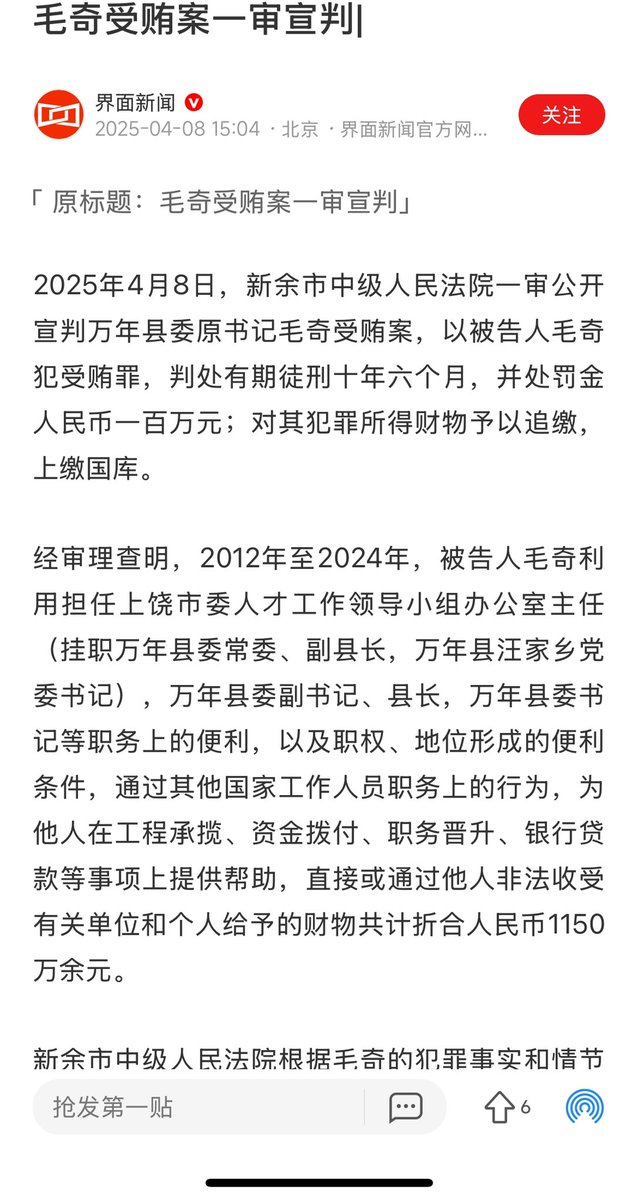 毛奇受贿案一审宣判|
界面新闻
2025-04-08 15:04 · 北京 · 界面新闻官方网...
关注
「 原标题：毛奇受贿案一审宣判」
2025年4月8日，新余市中级人民法院一审公开
宣判万年县委原书记毛奇受贿案，以被告人毛奇
犯受贿罪，判处有期徒刑十年六个月，并处罚金
人民币一百万元；对其犯罪所得财物予以追缴，
上缴国库。
经审理查明，2012年至2024年，被告人毛奇利
用担任上饶市委人才工作领导小组办公室主任
（挂职万年县委常委、副县长，万年县汪家乡党
委书记），万年县委副书记、县长，万年县委书
记等职务上的便利，以及职权、地位形成的便利
条件，通过其他国家工作人员职务上的行为，为
他人在工程承揽、资金拨付、职务晋升、银行贷
款等事项上提供帮助，直接或通过他人非法收受
有关单位和个人给予的财物共计折合人民币1150
万余元。
新余市中级人民法院根据毛奇的犯罪事实和情节
抢发第一贴
6